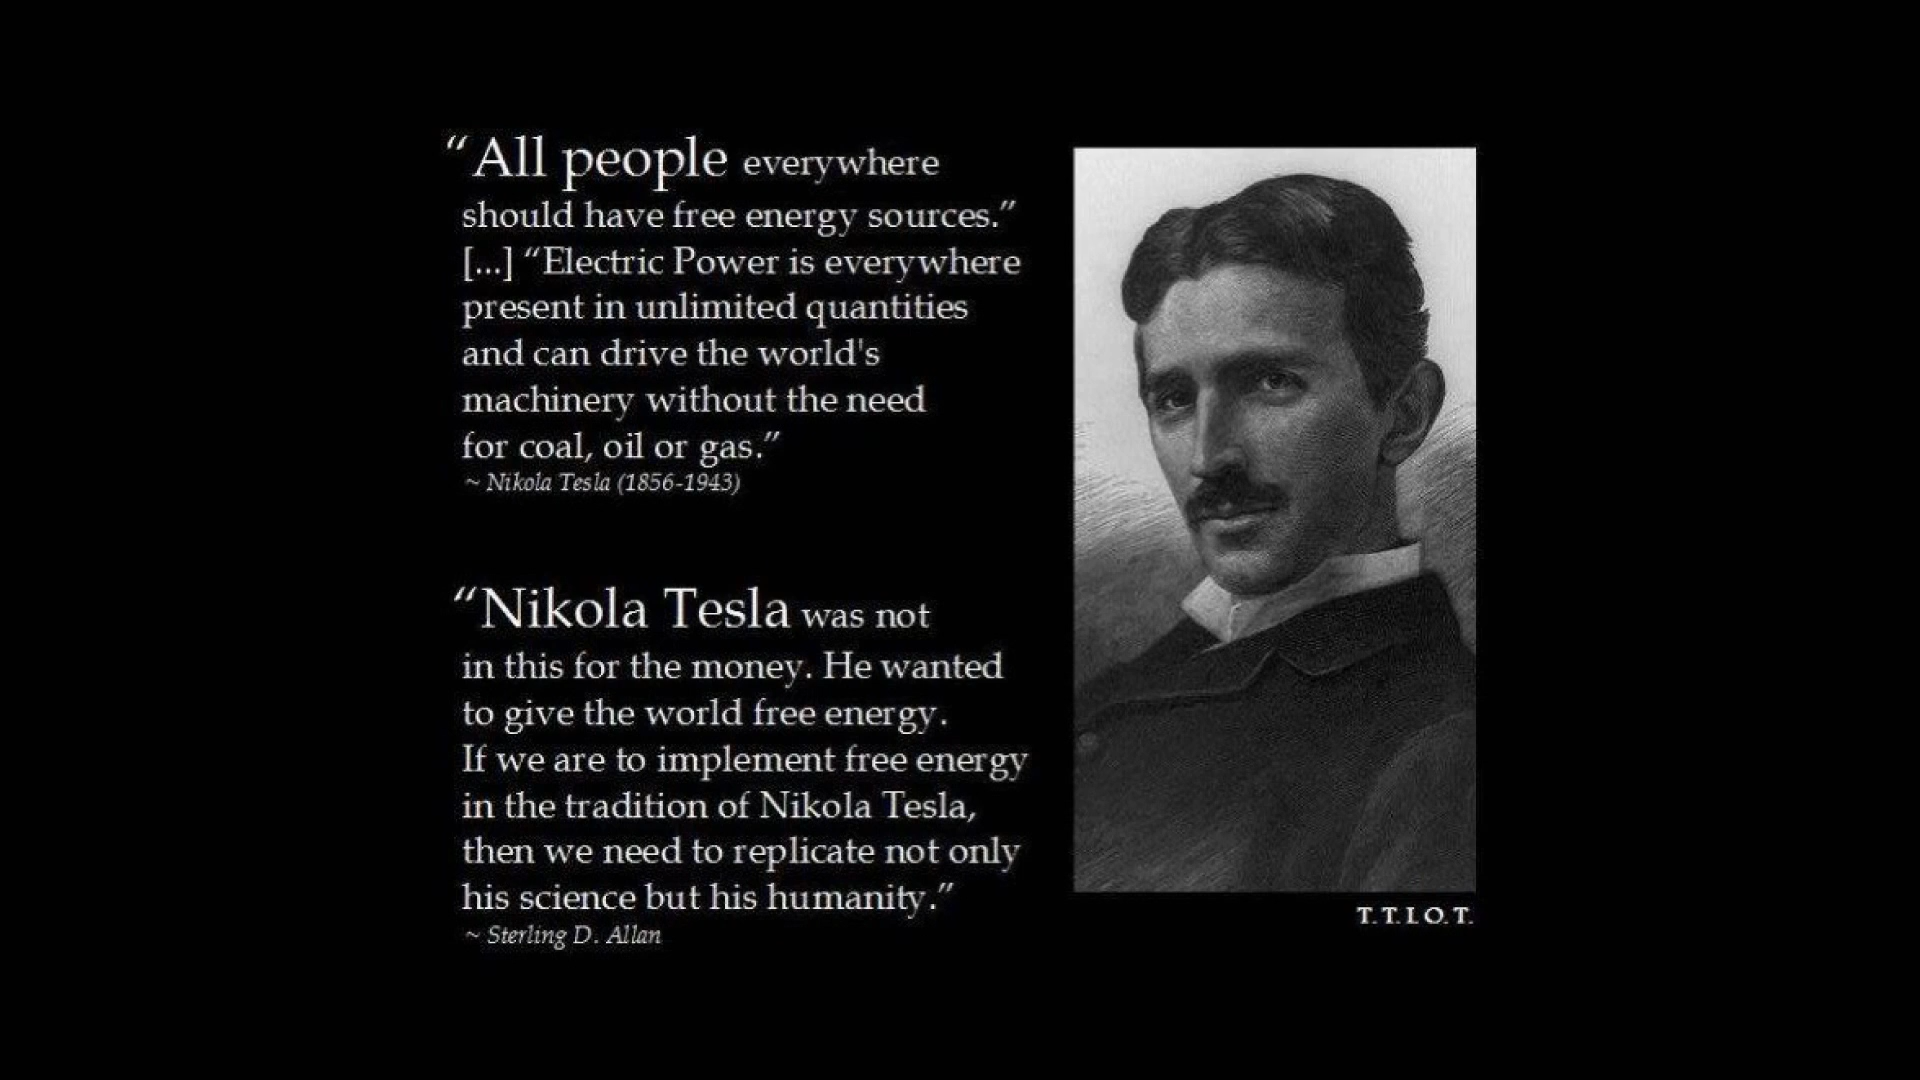 “All people everywhere
should have free energy sources.”
[...] “Electric Power is everywhere
present in unlimited quantities
and can drive the world's
machinery without the need
for coal, oil or gas.”
~ Nikola Tesla (1856-1943)
“Nikola Tesla was not
in this for the money. He wanted
to give the world free energy.
If we are to implement free energy
in the tradition of Nikola Tesla,
then we need to replicate not only
his science but his humanity.”
~ Sterling D. Allan
T.T.I.O.T.